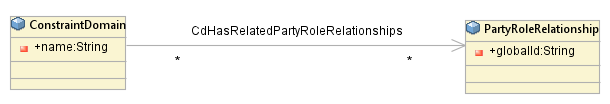 ConstraintDomain
+name:String
CdHasRelatedPartyRoleRelationships
* *
PartyRoleRelationship
+globalId:String